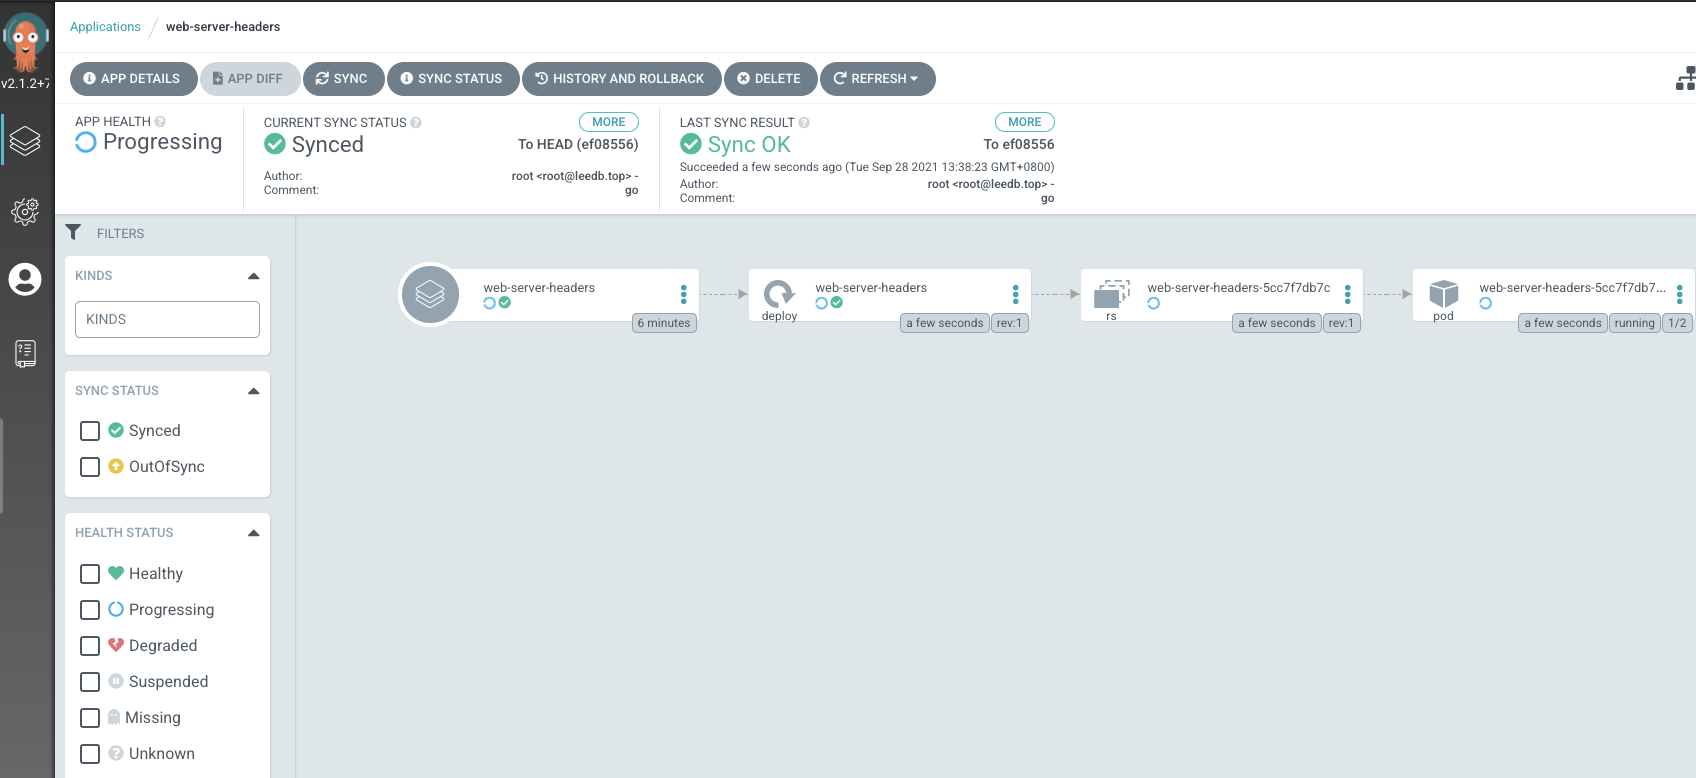 Applications / web-server-headers
v2.1.2+7
APP DETAILS APP DIFF SYNC SYNC STATUS HISTORY AND ROLLBACK DELETE REFRESH
APP HEALTH
Progressing
CURRENT SYNC STATUS MORE
Synced To HEAD (ef08556)
Author: root <root@leedb.top> -
Comment: go
LAST SYNC RESULT MORE
Sync OK To ef08556
Succeeded a few seconds ago (Tue Sep 28 2021 13:38:23 GMT+0800)
Author: root <root@leedb.top> -
Comment: go
FILTERS
KINDS
KINDS
SYNC STATUS
Synced
OutOfSync
HEALTH STATUS
Healthy
Progressing
Degraded
Suspended
Missing
Unknown
web-server-headers
6 minutes
web-server-headers
deploy
a few seconds rev:1
web-server-headers-5cc7f7db7c
rs
a few seconds rev:1
web-server-headers-5cc7f7db7...
pod
a few seconds running 1/2